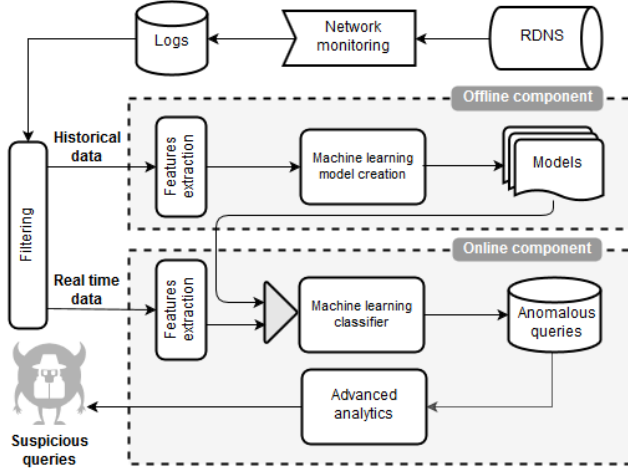 Logs
Network
monitoring
RDNS
Offline component
Historical
data
Features
extraction
Machine learning
model creation
Models
Filtering
Online component
Real time
data
Features
extraction
Machine learning
classifier
Anomalous
queries
Advanced
analytics
Suspicious
queries